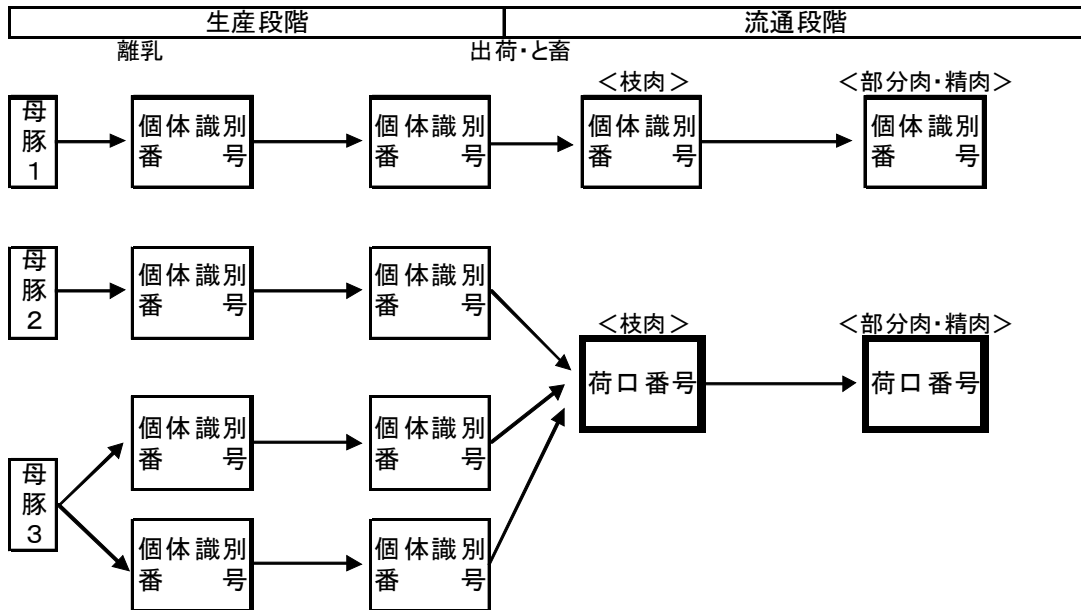 生産段階 流通段階
離乳 出荷・と畜
＜枝肉＞ ＜部分肉・精肉＞
母豚1
個体識別
番号
個体識別
番号
個体識別
番号
個体識別
番号
母豚2
個体識別
番号
個体識別
番号
＜枝肉＞ ＜部分肉・精肉＞
荷口番号
荷口番号
母豚3
個体識別
番号
個体識別
番号
個体識別
番号
個体識別
番号